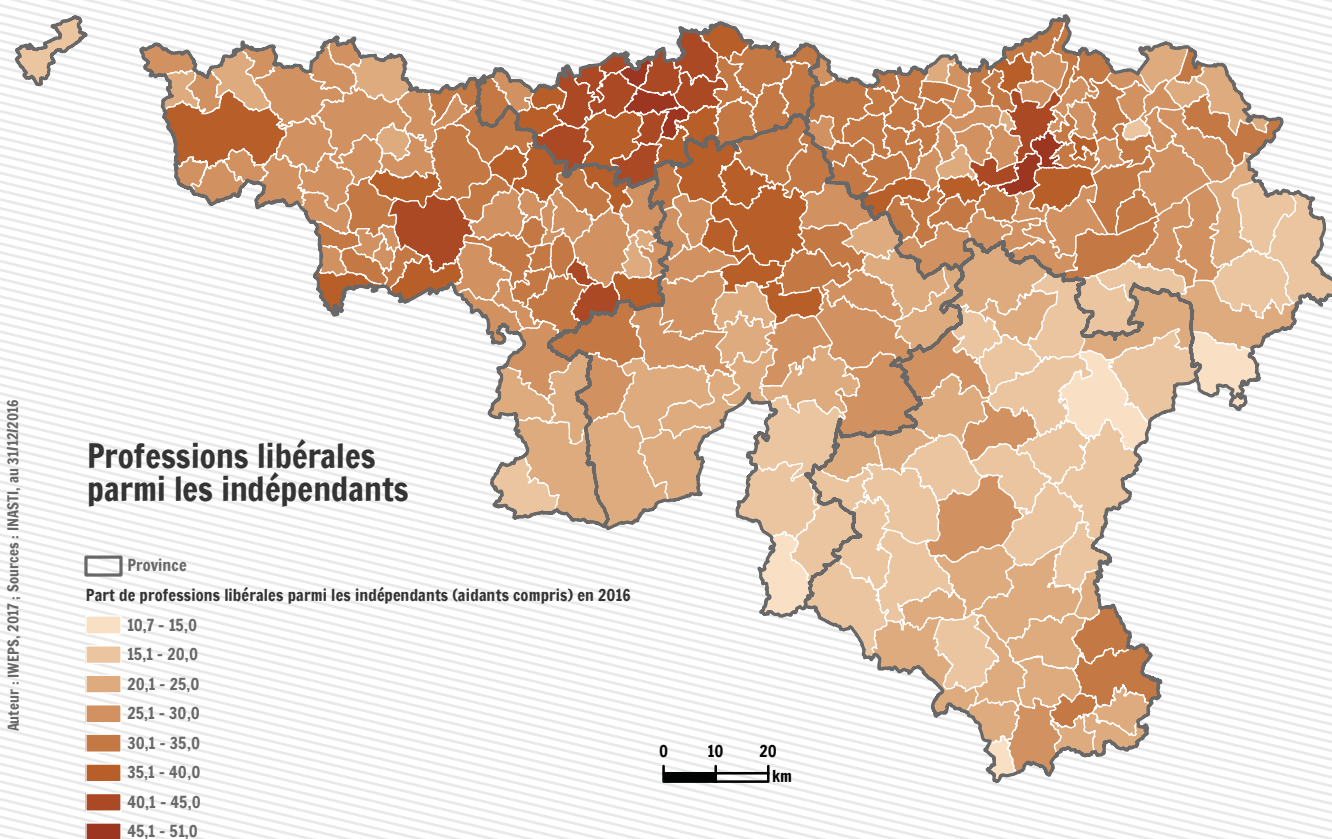 Professions libérales
parmi les indépendants
Province
Part de professions libérales parmi les indépendants (aidants compris) en 2016
10,7 - 15,0
15,1 - 20,0
20,1 - 25,0
25,1 - 30,0
30,1 - 35,0
35,1 - 40,0
40,1 - 45,0
45,1 - 51,0
0 10 20
km
Auteur : IWEPS, 2017 ; Sources : INASTI, au 31/12/2016